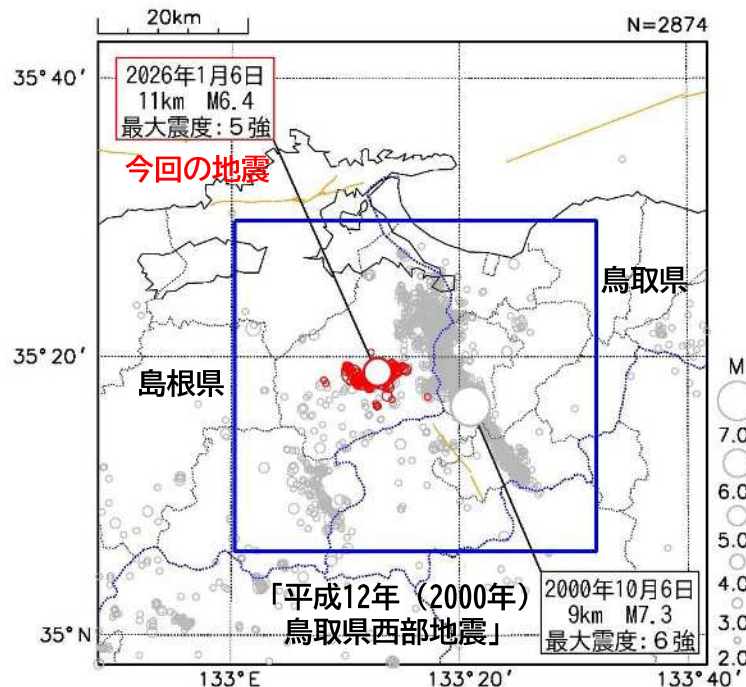 20km
N=2874
35°40′
2026年1月6日
11km M6.4
最大震度:5強
今回の地震
鳥取県
35°20′
島根県
M
7.0
6.0
5.0
4.0
3.0
2.0
「平成12年（2000年）
鳥取県西部地震」
2000年10月6日
9km M7.3
最大震度:6強
35°N
133°E
133°20′
133°40′